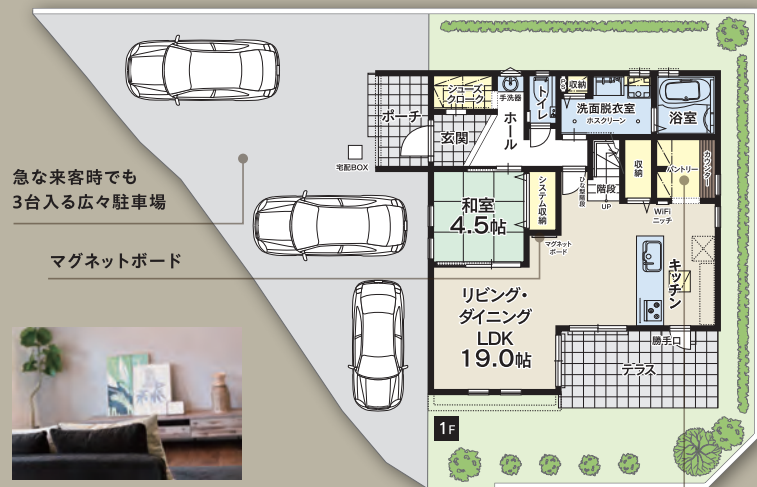 急な来客時でも
3台入る広々駐車場
マグネットボード
ポーチ
宅配BOX
シューズ
クローク
玄関
手洗器
ホール
トイレ
収納
洗面脱衣室
ホスクリーン
浴室
和室
4.5帖
システム収納
マグネット
ボード
ひな壇階段
階段
UP
収納
パントリー
カウンター
WiFi
ニッチ
キッチン
リビング・
ダイニング
LDK
19.0帖
勝手口
テラス
1F